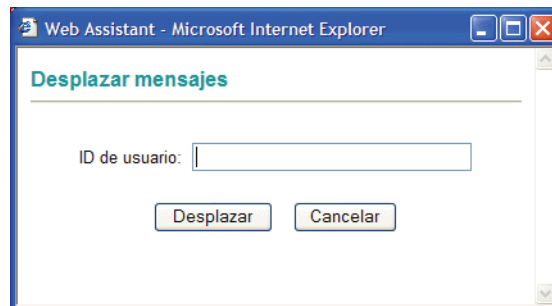 Web Assistant - Microsoft Internet Explorer
Desplazar mensajes
ID de usuario:
Desplazar Cancelar